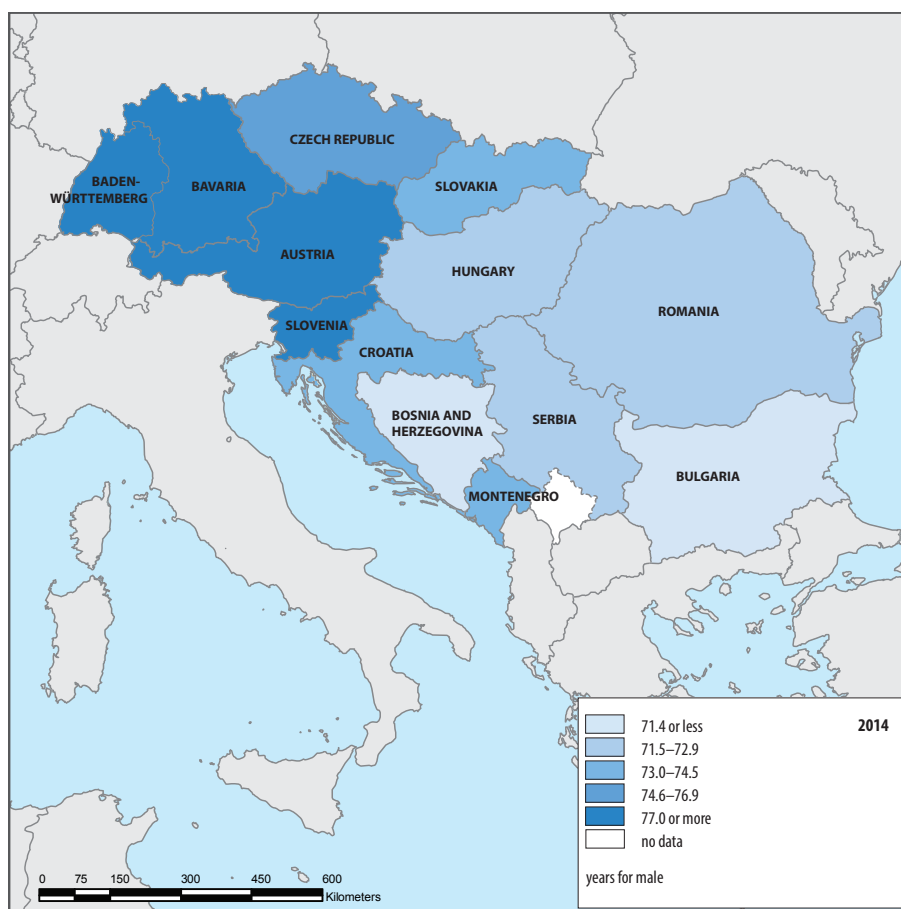 CZECH REPUBLIC
BADEN-
WÜRTTEMBERG
BAVARIA
SLOVAKIA
AUSTRIA
HUNGARY
ROMANIA
SLOVENIA
CROATIA
BOSNIA AND
HERZEGOVINA
SERBIA
BULGARIA
MONTENEGRO
71.4 or less
2014
71.5–72.9
73.0–74.5
74.6–76.9
77.0 or more
no data
years for male
0 75 150 300 450 600
Kilometers